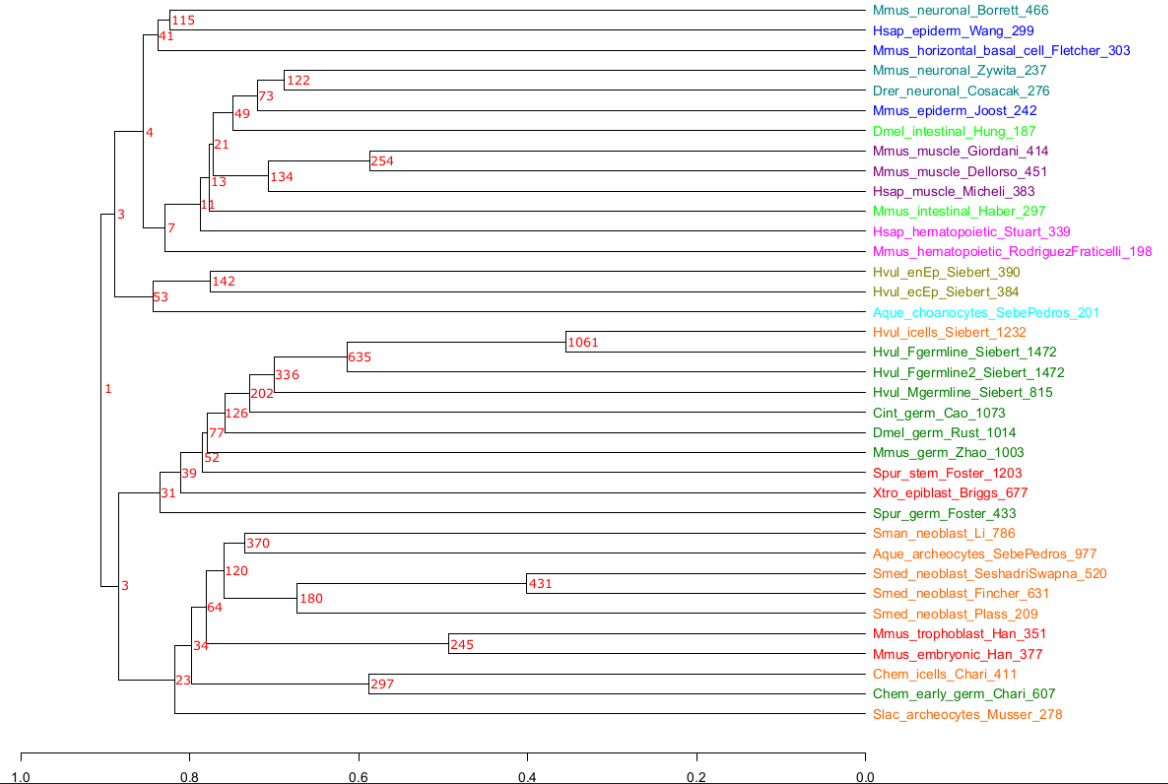 Mmus_neuronal_Borrett_466
115
Hsap_epiderm_Wang_299
41
Mmus_horizontal_basal_cell_Fletcher_303
Mmus_neuronal_Zywita_237
122
Drer_neuronal_Cosacak_276
73
Mmus_epiderm_Joost_242
49
Dmel_intestinal_Hung_187
4
21
Mmus_muscle_Giordani_414
254
Mmus_muscle_Dellorso_451
134
13
Hsap_muscle_Micheli_383
11
Mmus_intestinal_Haber_297
3
7
Hsap_hematopoietic_Stuart_339
Mmus_hematopoietic_RodriguezFraticelli_198
Hvul_enEp_Siebert_390
142
Hvul_ecEp_Siebert_384
53
Aque_choanocytes_SebePedros_201
Hvul_icells_Siebert_1232
1061
Hvul_Fgermline_Siebert_1472
635
Hvul_Fgermline2_Siebert_1472
336
1
202
Hvul_Mgermline_Siebert_815
126
Cint_germ_Cao_1073
77
Dmel_germ_Rust_1014
52
Mmus_germ_Zhao_1003
39
Spur_stem_Foster_1203
31
Xtro_epiblast_Briggs_677
Spur_germ_Foster_433
Sman_neoblast_Li_786
370
Aque_archeocytes_SebePedros_977
120
Smed_neoblast_SeshadriSwapna_520
431
3
Smed_neoblast_Fincher_631
180
64
Smed_neoblast_Plass_209
Mmus_trophoblast_Han_351
34
245
Mmus_embryonic_Han_377
Chem_icells_Chari_411
23
297
Chem_early_germ_Chari_607
Slac_archeocytes_Musser_278
1.0 0.8 0.6 0.4 0.2 0.0